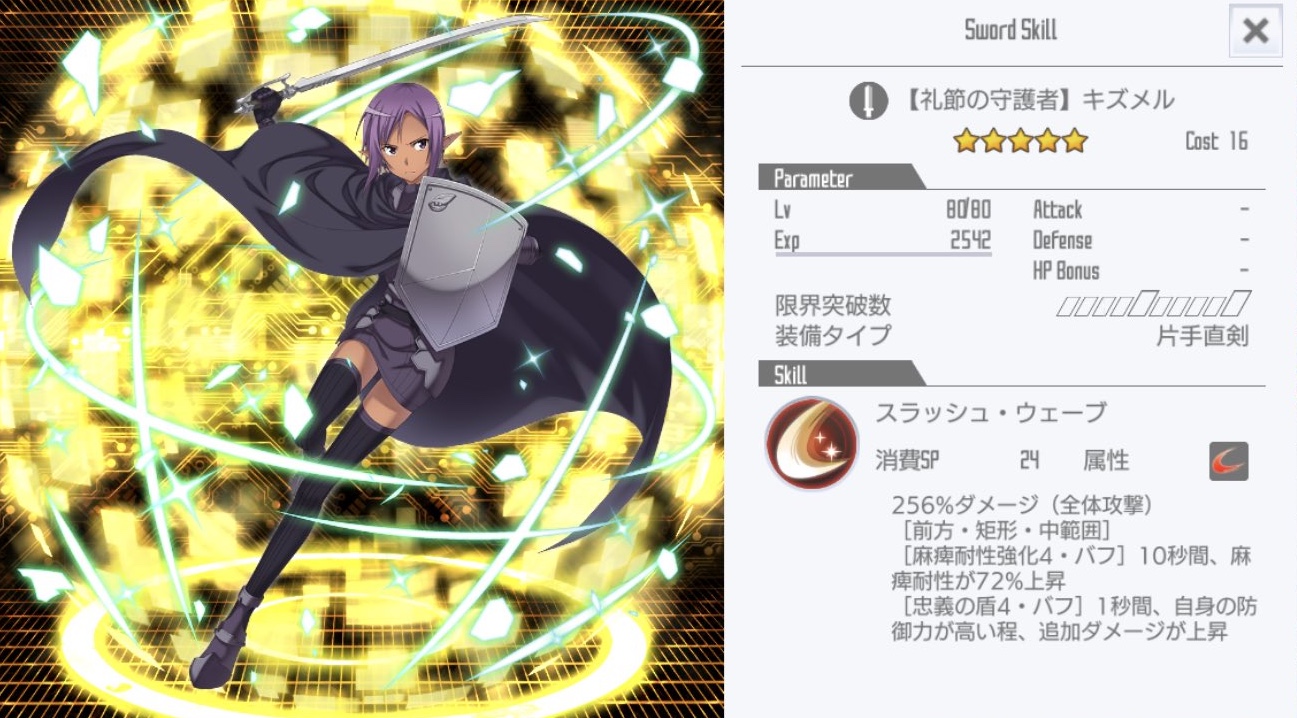 Sword Skill
【礼節の守護者】キズメル
Cost 16
Parameter
Lv 80/80 Attack -
Exp 2542 Defense -
HP Bonus -
限界突破数
装備タイプ 片手直剣
Skill
スラッシュ・ウェーブ
消費SP 24 属性
256%ダメージ（全体攻撃）
［前方・矩形・中範囲］
［麻痺耐性強化4・バフ］10秒間、麻
痺耐性が72%上昇
［忠義の盾4・バフ］1秒間、自身の防
御力が高い程、追加ダメージが上昇